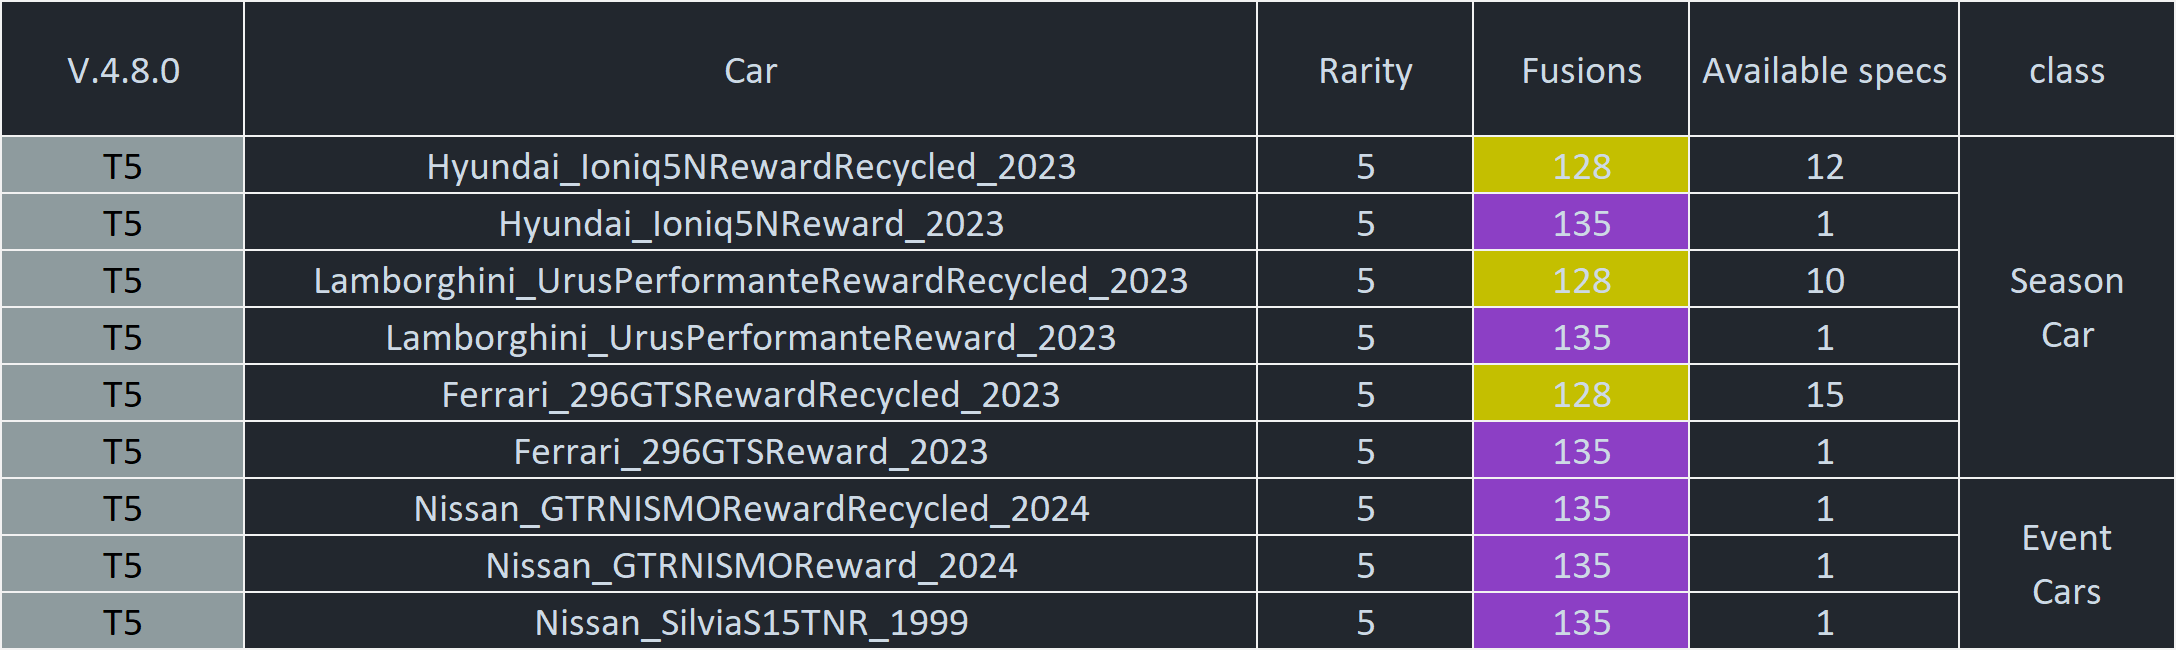 V.4.8.0 Car Rarity Fusions Available specs class
T5 Hyundai_Ioniq5NRewardRecycled_2023 5 128 12
T5 Hyundai_Ioniq5NReward_2023 5 135 1
T5 Lamborghini_UrusPerformanteRewardRecycled_2023 5 128 10
Season
T5 Lamborghini_UrusPerformanteReward_2023 5 135 1
Car
T5 Ferrari_296GTSRewardRecycled_2023 5 128 15
T5 Ferrari_296GTSReward_2023 5 135 1
T5 Nissan_GTRNISMORewardRecycled_2024 5 135 1
Event
T5 Nissan_GTRNISMOReward_2024 5 135 1
Cars
T5 Nissan_SilviaS15TNR_1999 5 135 1